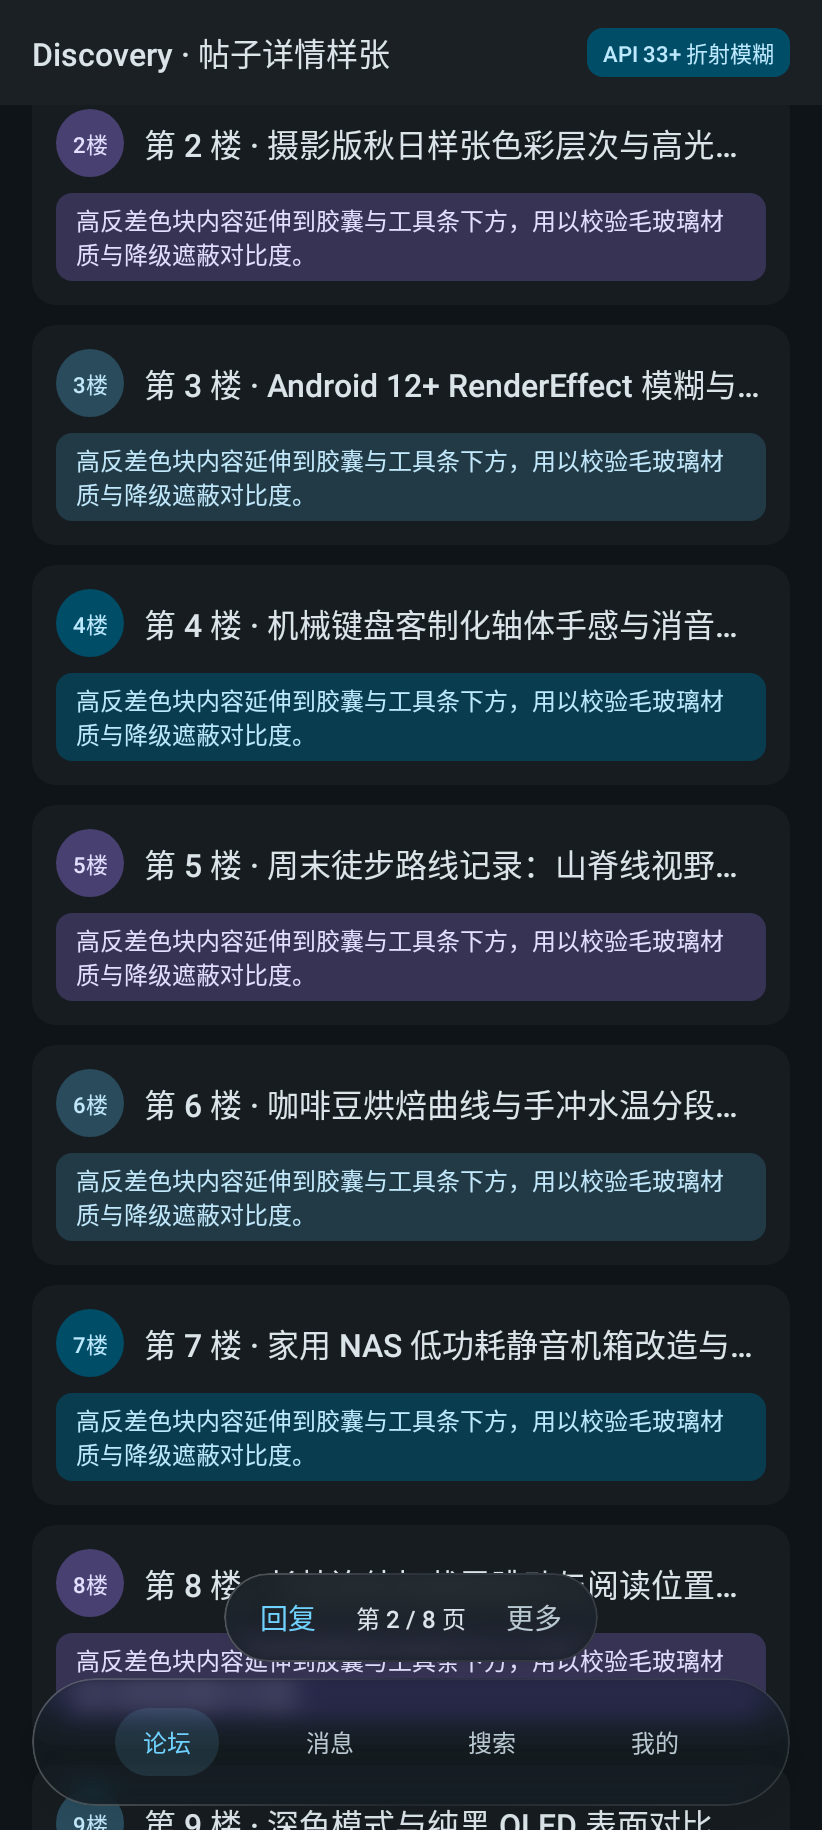 Discovery · 帖子详情样张
API 33+ 折射模糊
2楼
第 2 楼 · 摄影版秋日样张色彩层次与高光…
高反差色块内容延伸到胶囊与工具条下方，用以校验毛玻璃材
质与降级遮蔽对比度。
3楼
第 3 楼 · Android 12+ RenderEffect 模糊与…
高反差色块内容延伸到胶囊与工具条下方，用以校验毛玻璃材
质与降级遮蔽对比度。
4楼
第 4 楼 · 机械键盘客制化轴体手感与消音…
高反差色块内容延伸到胶囊与工具条下方，用以校验毛玻璃材
质与降级遮蔽对比度。
5楼
第 5 楼 · 周末徒步路线记录：山脊线视野…
高反差色块内容延伸到胶囊与工具条下方，用以校验毛玻璃材
质与降级遮蔽对比度。
6楼
第 6 楼 · 咖啡豆烘焙曲线与手冲水温分段…
高反差色块内容延伸到胶囊与工具条下方，用以校验毛玻璃材
质与降级遮蔽对比度。
7楼
第 7 楼 · 家用 NAS 低功耗静音机箱改造与…
高反差色块内容延伸到胶囊与工具条下方，用以校验毛玻璃材
质与降级遮蔽对比度。
8楼
第 8 楼 阅读位置…
回复
第 2 / 8 页
更多
高反差色块内容延伸到胶囊与工具条下方，用以校验毛玻璃材
论坛
消息
搜索
我的
9楼
第 9 楼 · 深色模式与纯黑 OLED 表面对比